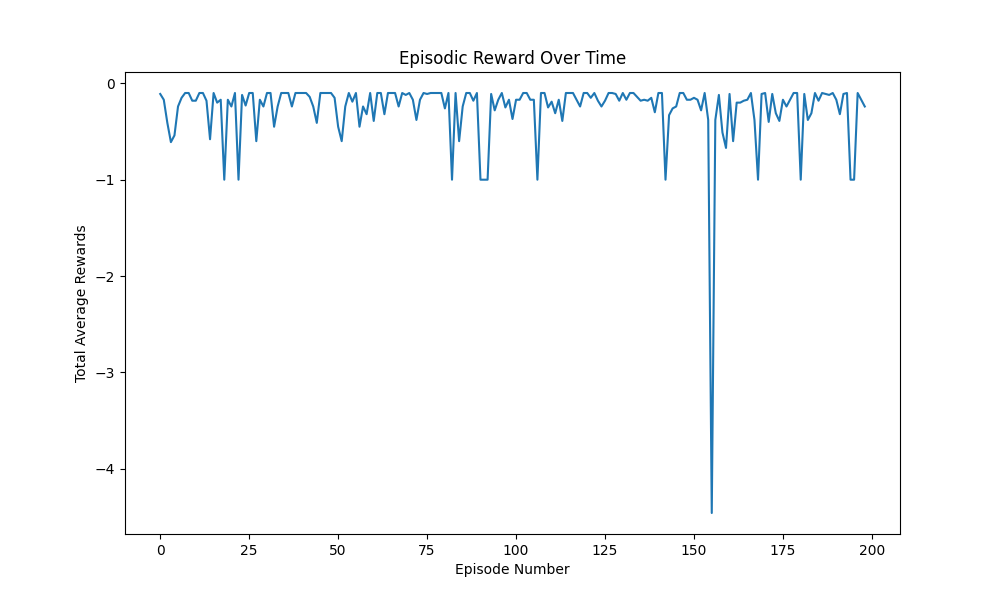 Episodic Reward Over Time
0
−1
−2
−3
−4
Total Average Rewards
0 25 50 75 100 125 150 175 200
Episode Number